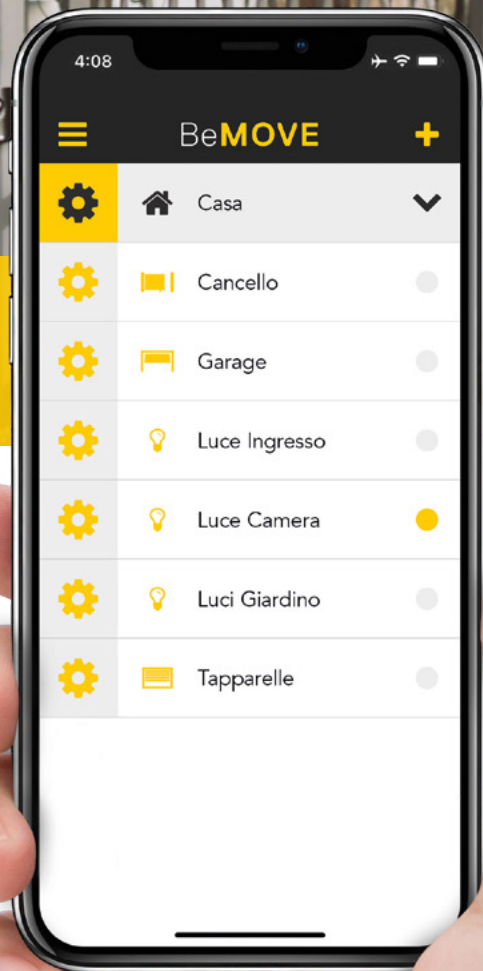 4:08
BeMOVE
Casa
Cancello
Garage
Luce Ingresso
Luce Camera
Luci Giardino
Tapparelle